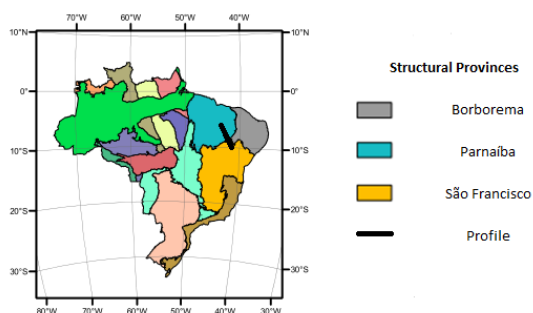 70°W 60°W 50°W 40°W
10°N 10°N
0° 0°
10°S 10°S
20°S 20°S
30°S 30°S
80°W 70°W 60°W 50°W 40°W 30°W
Structural Provinces
Borborema
Parnaíba
São Francisco
Profile